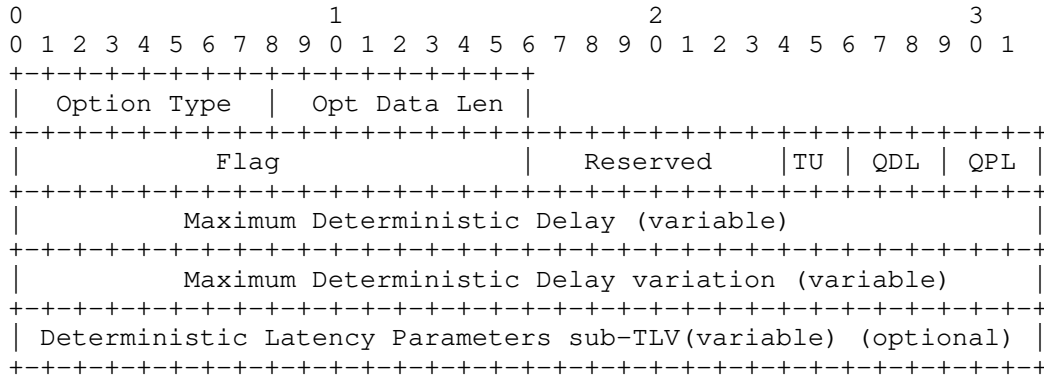 0                   1                   2                   3
0 1 2 3 4 5 6 7 8 9 0 1 2 3 4 5 6 7 8 9 0 1 2 3 4 5 6 7 8 9 0 1
+-+-+-+-+-+-+-+-+-+-+-+-+-+-+-+-+
|  Option Type  |  Opt Data Len |
+-+-+-+-+-+-+-+-+-+-+-+-+-+-+-+-+-+-+-+-+-+-+-+-+-+-+-+-+-+-+-+-+
|            Flag               |   Reserved    |TU | QDL | QPL |
+-+-+-+-+-+-+-+-+-+-+-+-+-+-+-+-+-+-+-+-+-+-+-+-+-+-+-+-+-+-+-+-+
|          Maximum Deterministic Delay (variable)               |
+-+-+-+-+-+-+-+-+-+-+-+-+-+-+-+-+-+-+-+-+-+-+-+-+-+-+-+-+-+-+-+-+
|          Maximum Deterministic Delay variation (variable)     |
+-+-+-+-+-+-+-+-+-+-+-+-+-+-+-+-+-+-+-+-+-+-+-+-+-+-+-+-+-+-+-+-+
| Deterministic Latency Parameters sub-TLV(variable) (optional) |
+-+-+-+-+-+-+-+-+-+-+-+-+-+-+-+-+-+-+-+-+-+-+-+-+-+-+-+-+-+-+-+-+